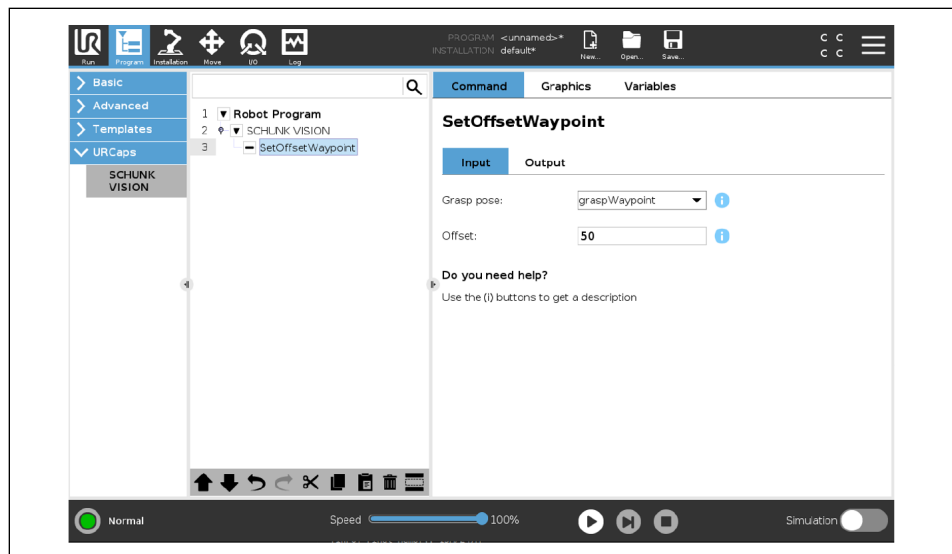 PROGRAM <unnamed>*
INSTALLATION default*
Run Program Installation Move I/O Log New... Open... Save...
C C
C C
Basic
Advanced
Templates
URCaps
SCHUNK
VISION
1 Robot Program
2 SCHUNK VISION
3 SetOffsetWaypoint
Command Graphics Variables
SetOffsetWaypoint
Input Output
Grasp pose: graspWaypoint i
Offset: 50 i
Do you need help?
Use the (i) buttons to get a description
Normal Speed 100% Simulation